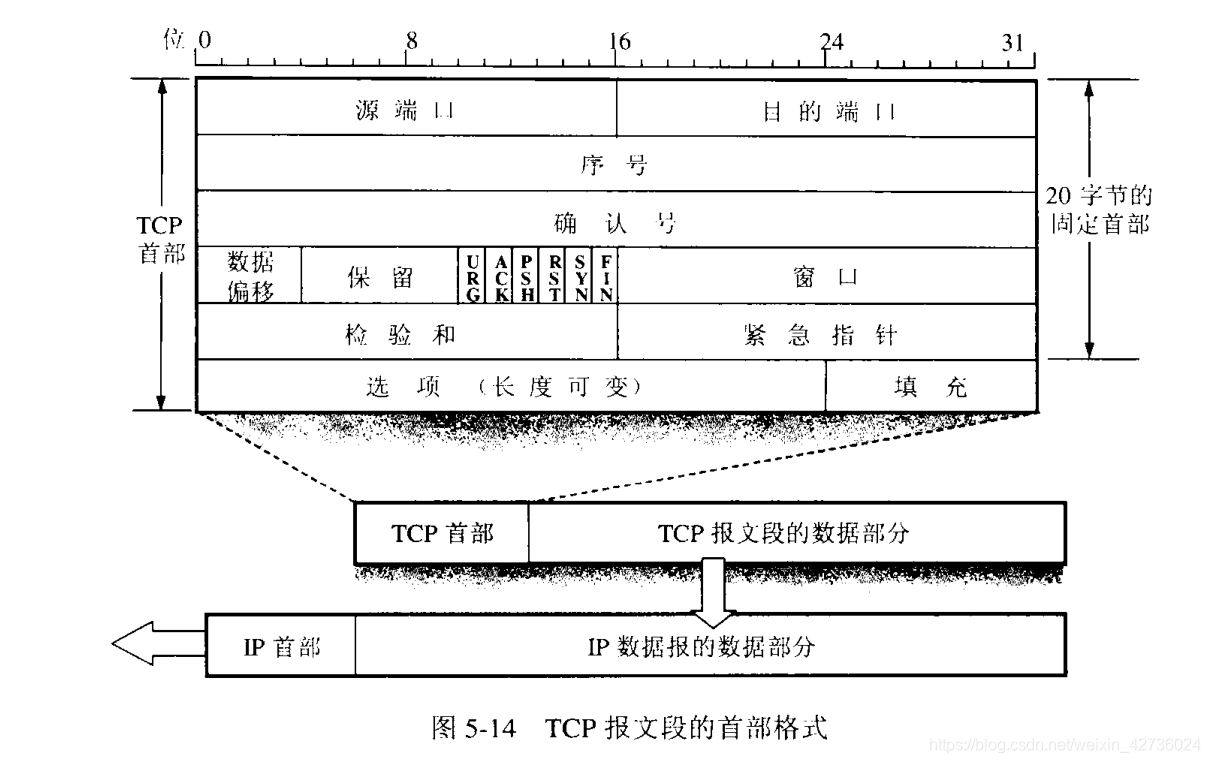 位 0 8 16 24 31
源端口 目的端口
序号
确认号
TCP
首部
20 字节的
固定首部
数据
偏移
保留
URG
ACK
PSH
RST
SYN
FIN
窗口
检验和 紧急指针
选项 (长度可变) 填充
TCP 首部 TCP 报文段的数据部分
IP 首部 IP 数据报的数据部分
图 5-14 TCP 报文段的首部格式
https://blog.csdn.net/weixin_42736024